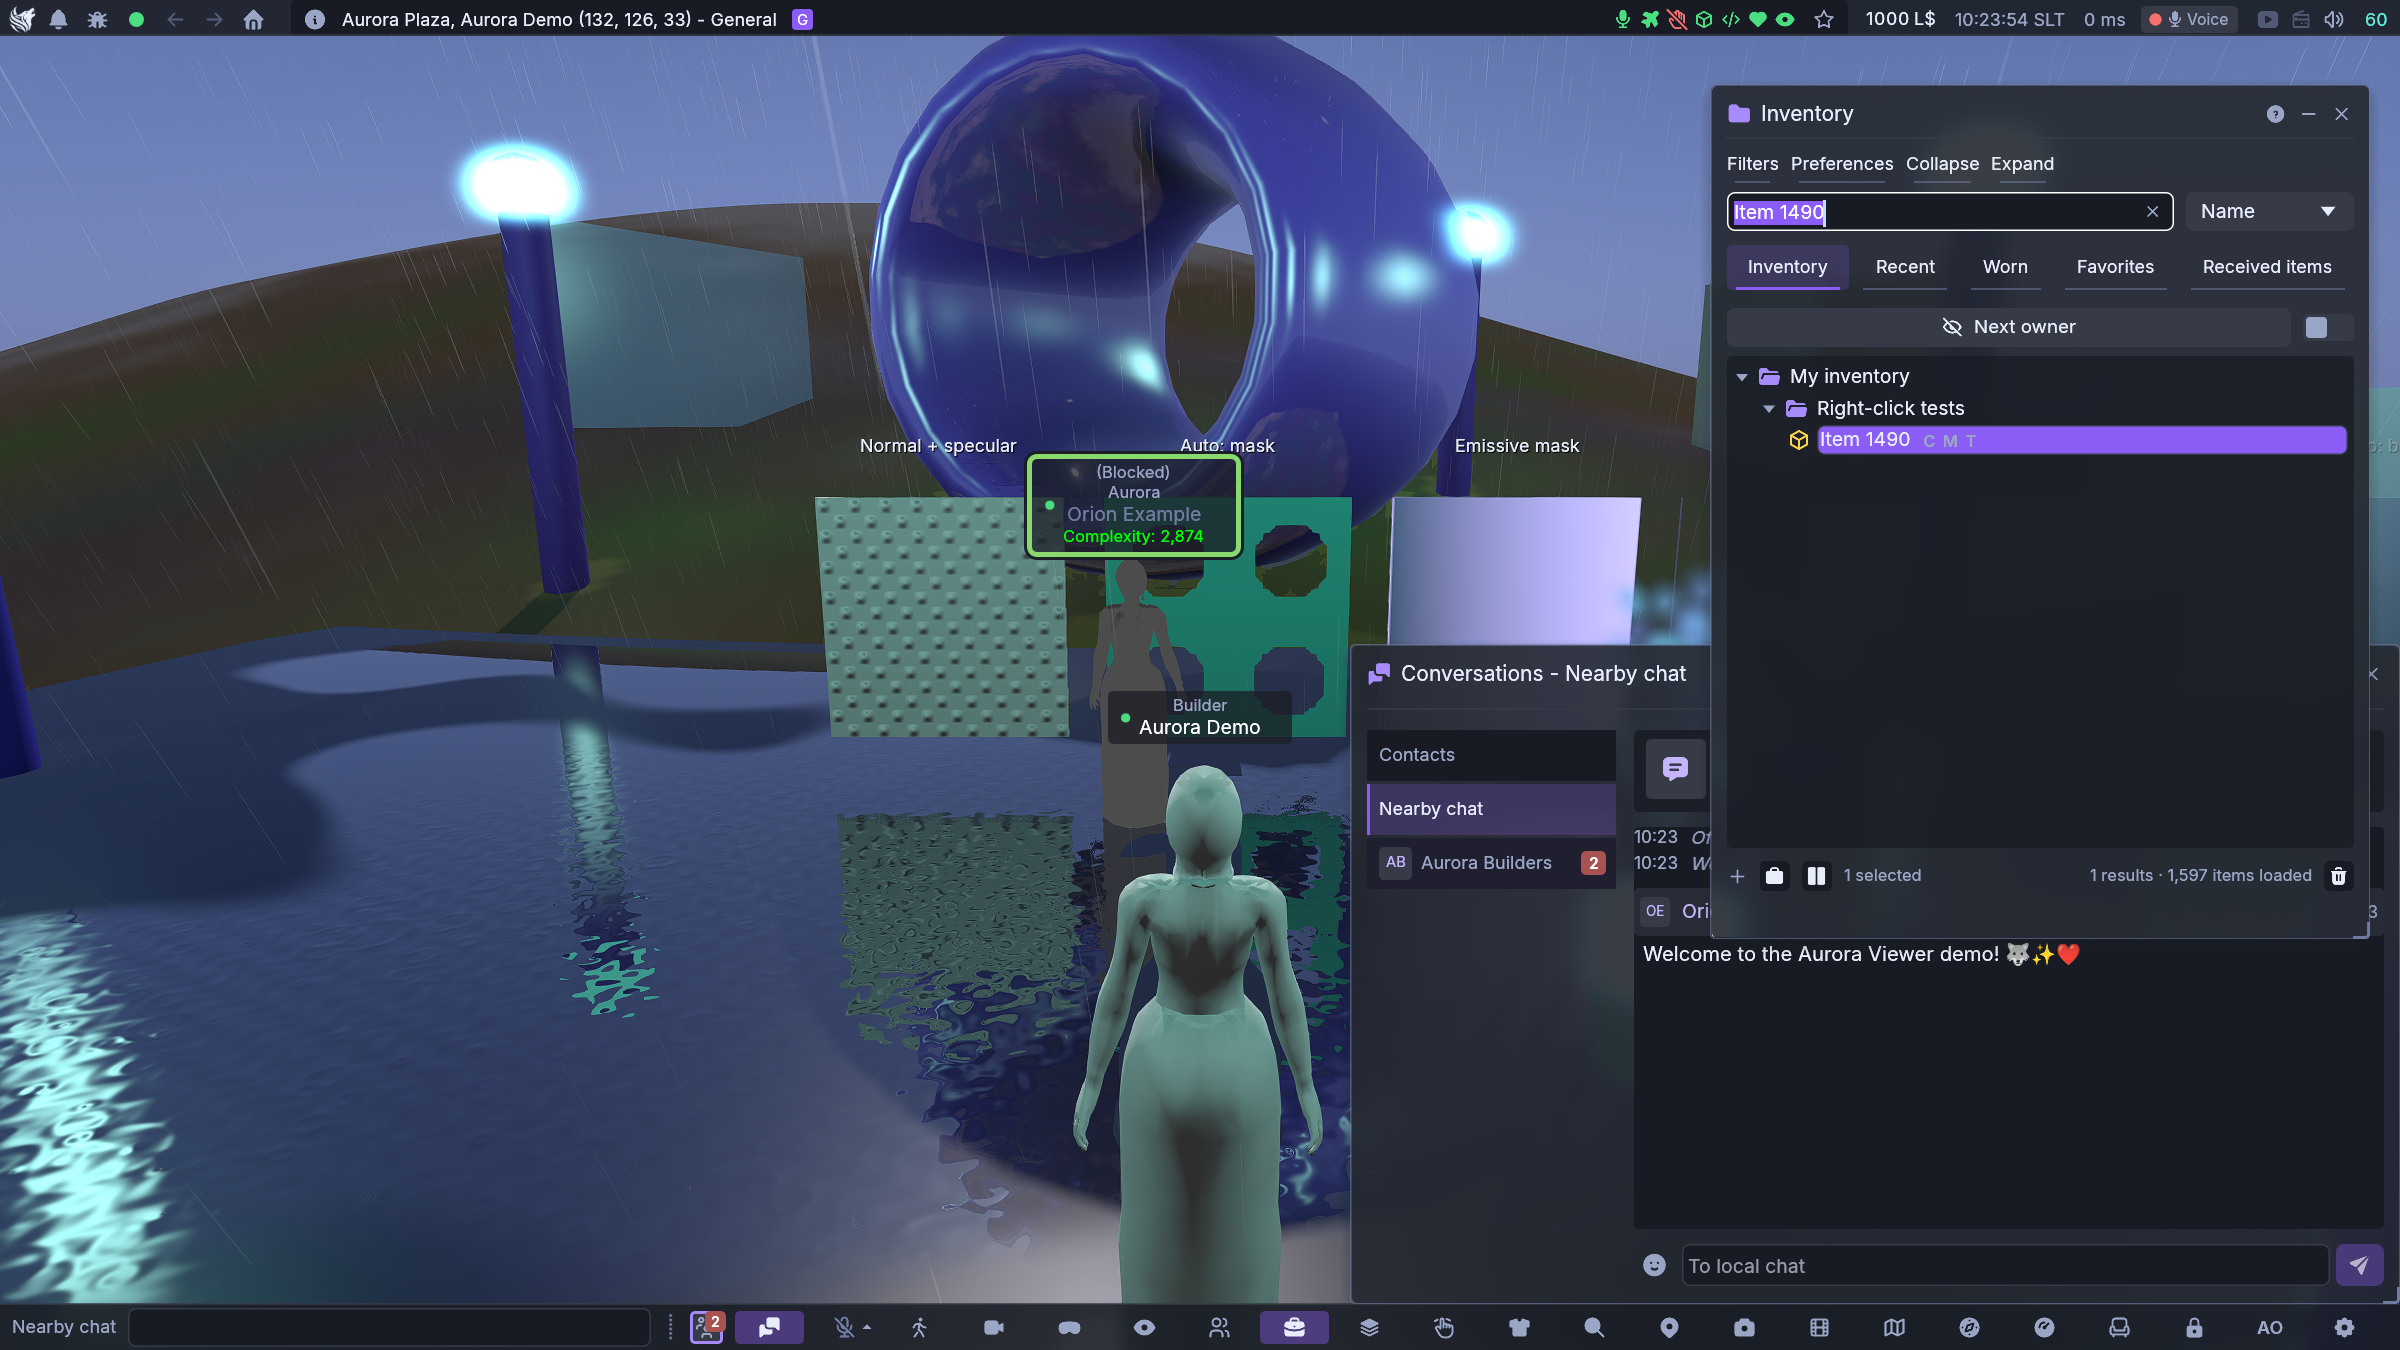 Aurora Plaza, Aurora Demo (132, 126, 33) - General G
1000 L$ 10:23:54 SLT 0 ms Voice 60
Inventory
Filters Preferences Collapse Expand
Item 1490 Name
Inventory Recent Worn Favorites Received items
Next owner
My inventory
Right-click tests
Item 1490 C M T
1 selected 1 results · 1,597 items loaded
Normal + specular Auto: mask Emissive mask
(Blocked)
Aurora
Orion Example
Complexity: 2,874
Builder
Aurora Demo
Conversations - Nearby chat
Contacts
Nearby chat
AB Aurora Builders 2
10:23
10:23
OE
Welcome to the Aurora Viewer demo! 🐺✨❤️
To local chat
Nearby chat 2 AO